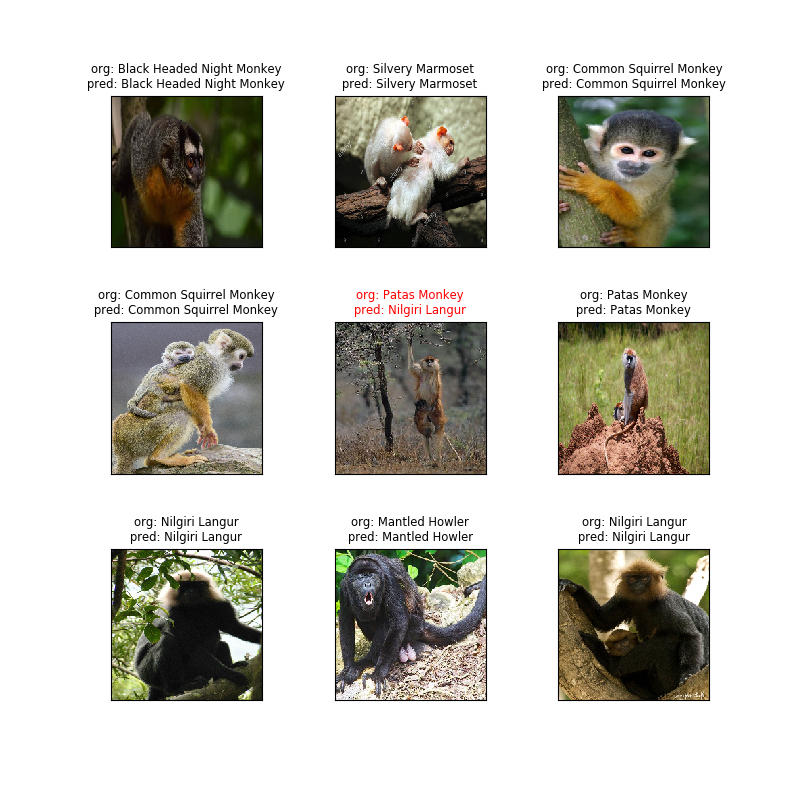 org: Black Headed Night Monkey
pred: Black Headed Night Monkey
org: Silvery Marmoset
pred: Silvery Marmoset
org: Common Squirrel Monkey
pred: Common Squirrel Monkey
org: Common Squirrel Monkey
pred: Common Squirrel Monkey
org: Patas Monkey
pred: Nilgiri Langur
org: Patas Monkey
pred: Patas Monkey
org: Nilgiri Langur
pred: Nilgiri Langur
org: Mantled Howler
pred: Mantled Howler
org: Nilgiri Langur
pred: Nilgiri Langur